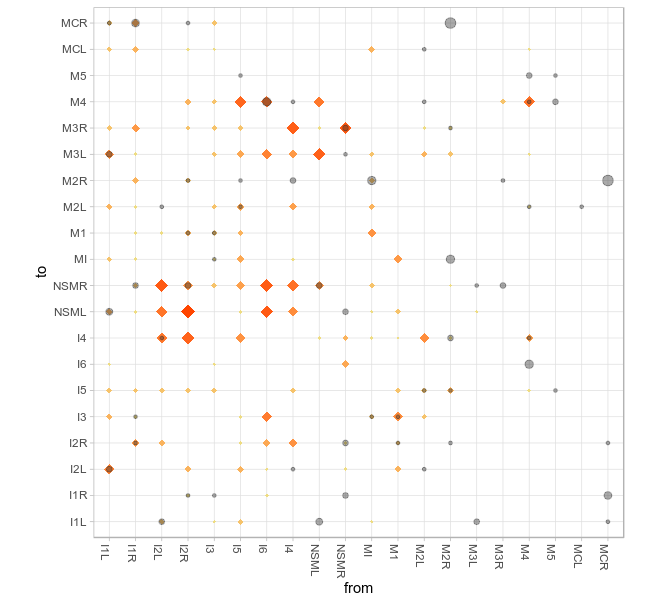 MCR
MCL
M5
M4
M3R
M3L
M2R
M2L
M1
MI
NSMR
NSML
I4
I6
I5
I3
I2R
I2L
I1R
I1L
to
I1L
I1R
I2L
I2R
I3
I5
I6
I4
NSML
NSMR
MI
M1
M2L
M2R
M3L
M3R
M4
M5
MCL
MCR
from